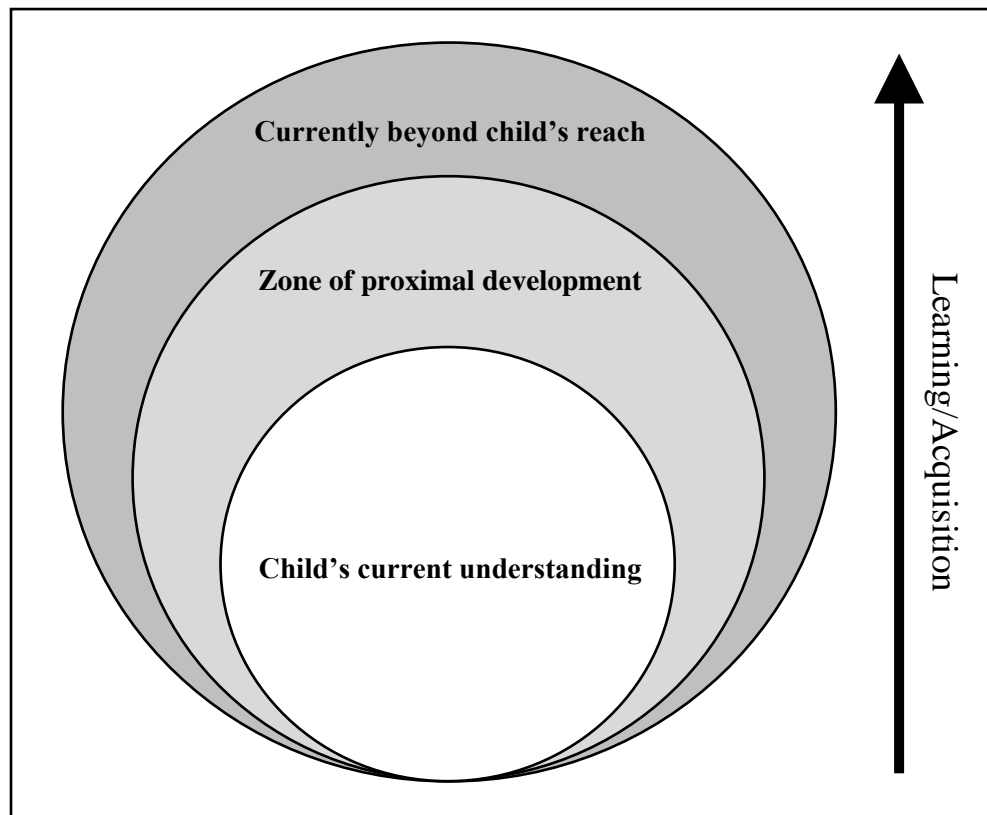 Currently beyond child’s reach
Zone of proximal development
Child’s current understanding
Learning/Acquisition